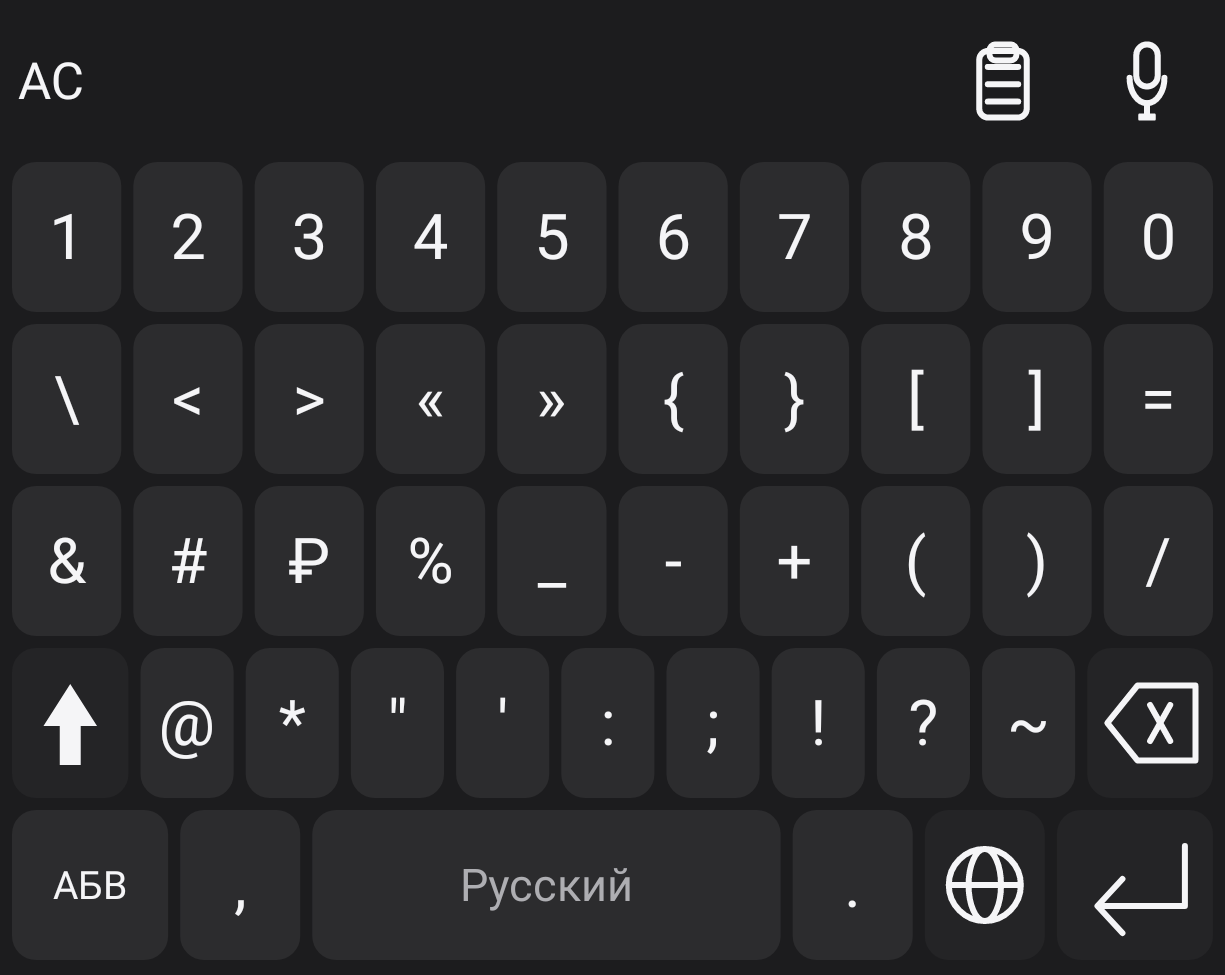 AC
1 2 3 4 5 6 7 8 9 0
\ < > « » { } [ ] =
& # ₽ % _ - + ( ) /
@ * " ' : ; ! ? ~
АБВ , Русский .